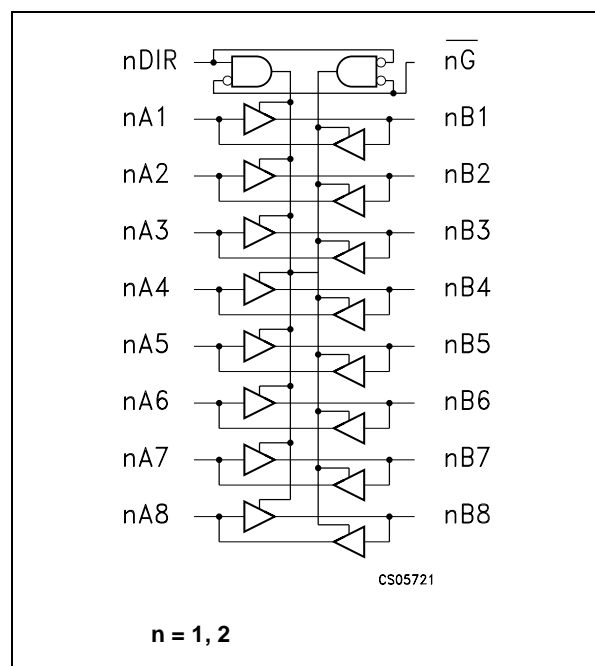 nDIR nG̅
nA1 nB1
nA2 nB2
nA3 nB3
nA4 nB4
nA5 nB5
nA6 nB6
nA7 nB7
nA8 nB8
CS05721
n = 1, 2